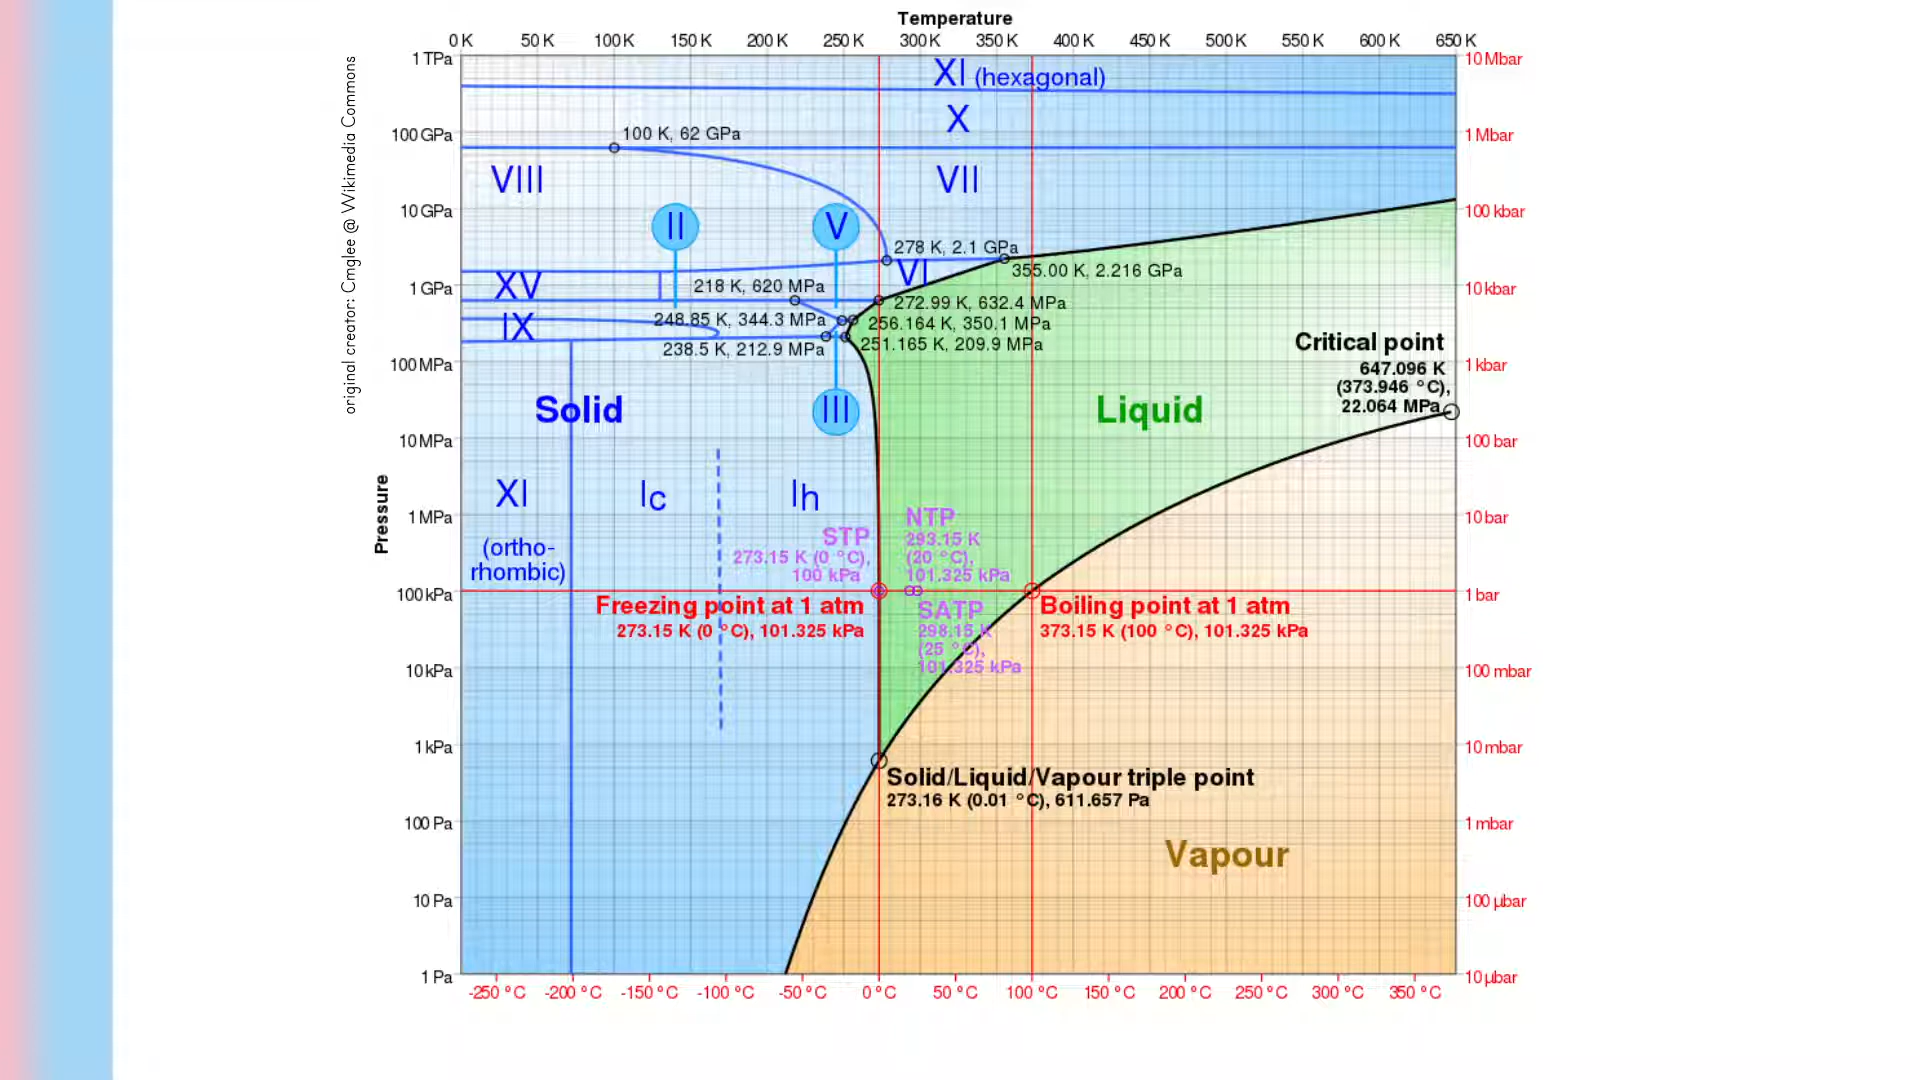 Temperature
0 K 50 K 100 K 150 K 200 K 250 K 300 K 350 K 400 K 450 K 500 K 550 K 600 K 650 K
1 TPa
10 Mbar
XI (hexagonal)
X
100 K, 62 GPa
100 GPa
1 Mbar
VIII
VII
10 GPa
100 kbar
II
V
278 K, 2.1 GPa
VI
355.00 K, 2.216 GPa
XV
218 K, 620 MPa
1 GPa
10 kbar
272.99 K, 632.4 MPa
IX
248.85 K, 344.3 MPa
256.164 K, 350.1 MPa
238.5 K, 212.9 MPa
251.165 K, 209.9 MPa
100 MPa
1 kbar
Critical point
647.096 K
(373.946 °C),
22.064 MPa
Solid
III
Liquid
10 MPa
100 bar
XI
(ortho-
rhombic)
Ic
Ih
1 MPa
10 bar
STP
273.15 K (0 °C),
100 kPa
NTP
293.15 K
(20 °C),
101.325 kPa
100 kPa
1 bar
Freezing point at 1 atm
273.15 K (0 °C), 101.325 kPa
SATP
298.15 K
(25 °C),
101.325 kPa
Boiling point at 1 atm
373.15 K (100 °C), 101.325 kPa
10 kPa
100 mbar
1 kPa
10 mbar
Solid/Liquid/Vapour triple point
273.16 K (0.01 °C), 611.657 Pa
100 Pa
1 mbar
Vapour
10 Pa
100 µbar
1 Pa
10 µbar
-250 °C -200 °C -150 °C -100 °C -50 °C 0 °C 50 °C 100 °C 150 °C 200 °C 250 °C 300 °C 350 °C
Pressure
original creator: Cmglee @ Wikimedia Commons